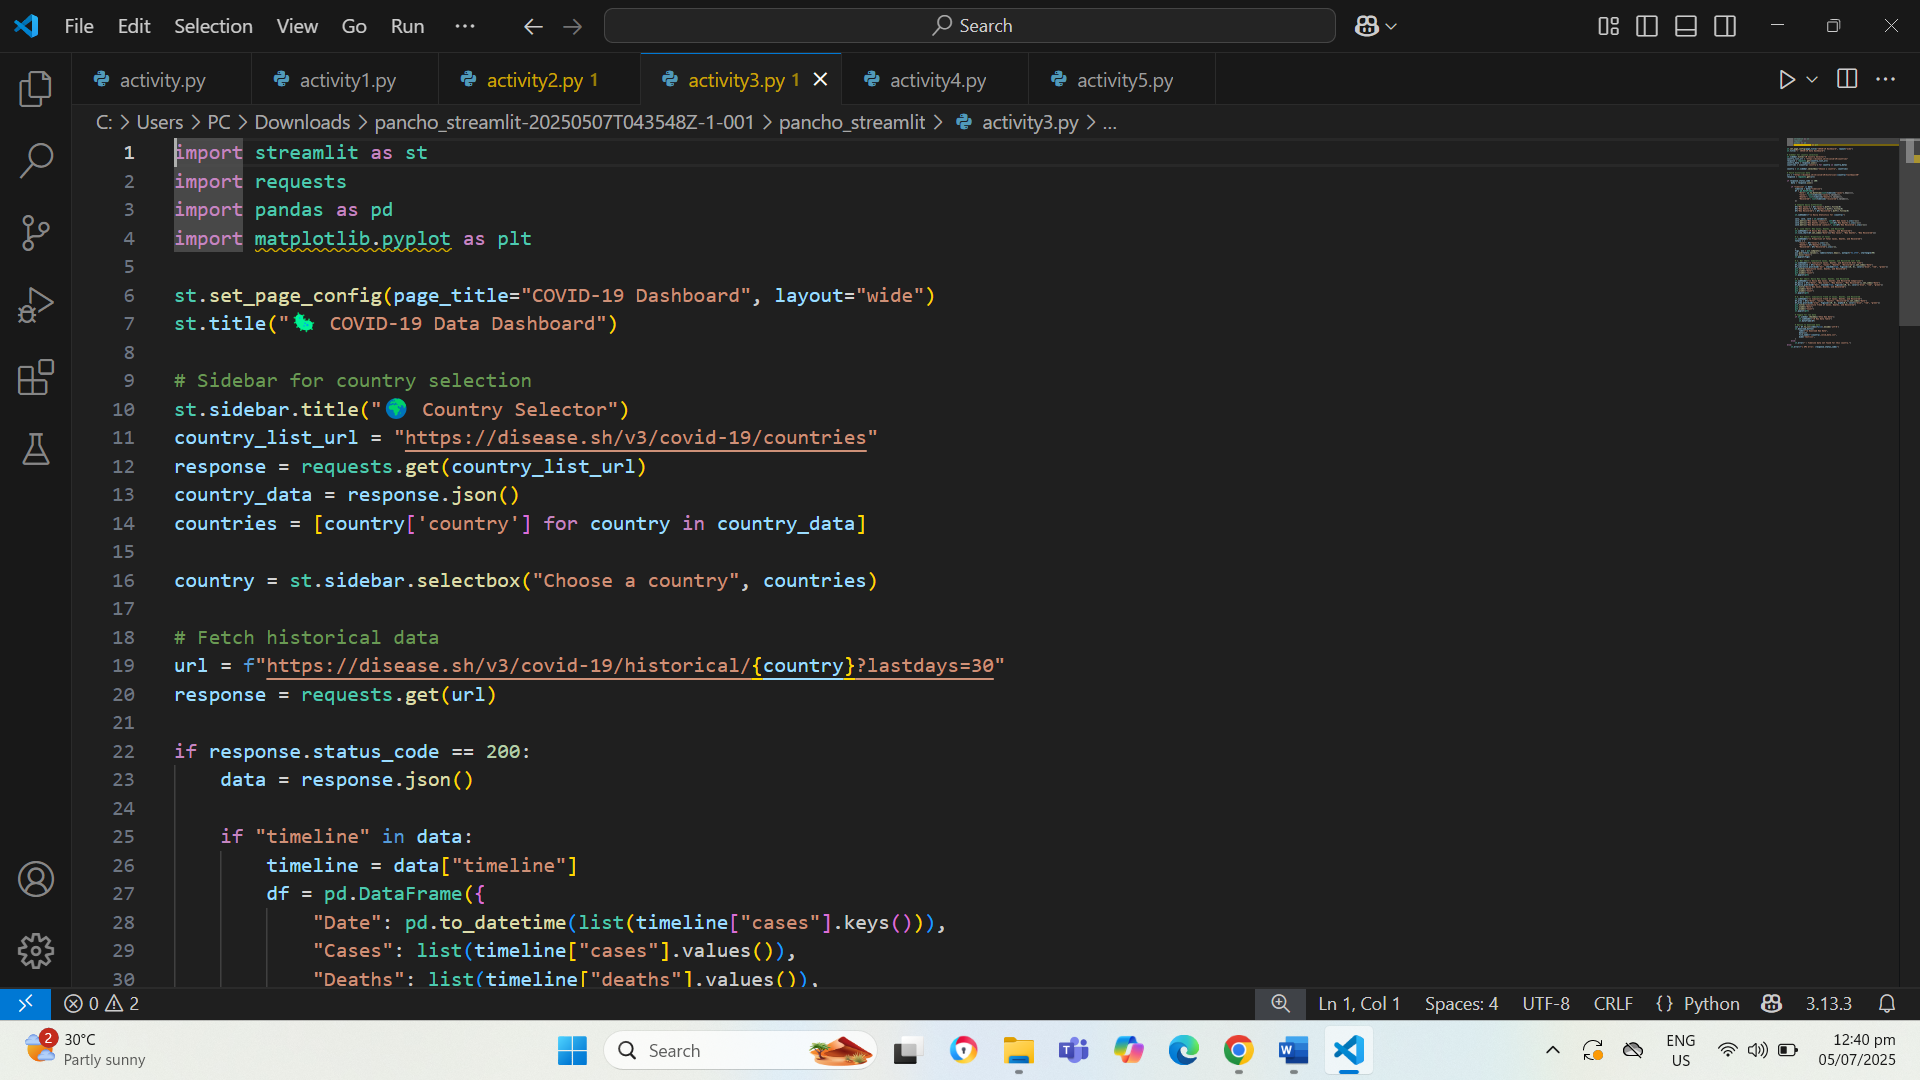 File Edit Selection View Go Run ··· Search
activity.py activity1.py activity2.py 1 activity3.py 1 activity4.py activity5.py
C: > Users > PC > Downloads > pancho_streamlit-20250507T043548Z-1-001 > pancho_streamlit > activity3.py > ...
1 import streamlit as st
2 import requests
3 import pandas as pd
4 import matplotlib.pyplot as plt
5
6 st.set_page_config(page_title="COVID-19 Dashboard", layout="wide")
7 st.title("🦠 COVID-19 Data Dashboard")
8
9 # Sidebar for country selection
10 st.sidebar.title("🌍 Country Selector")
11 country_list_url = "https://disease.sh/v3/covid-19/countries"
12 response = requests.get(country_list_url)
13 country_data = response.json()
14 countries = [country['country'] for country in country_data]
15
16 country = st.sidebar.selectbox("Choose a country", countries)
17
18 # Fetch historical data
19 url = f"https://disease.sh/v3/covid-19/historical/{country}?lastdays=30"
20 response = requests.get(url)
21
22 if response.status_code == 200:
23 data = response.json()
24
25 if "timeline" in data:
26 timeline = data["timeline"]
27 df = pd.DataFrame({
28 "Date": pd.to_datetime(list(timeline["cases"].keys())),
29 "Cases": list(timeline["cases"].values()),
30 "Deaths": list(timeline["deaths"].values()),
0 2 Ln 1, Col 1 Spaces: 4 UTF-8 CRLF {} Python 3.13.3
2 30°C
Partly sunny
Search
ENG
US
12:40 pm
05/07/2025